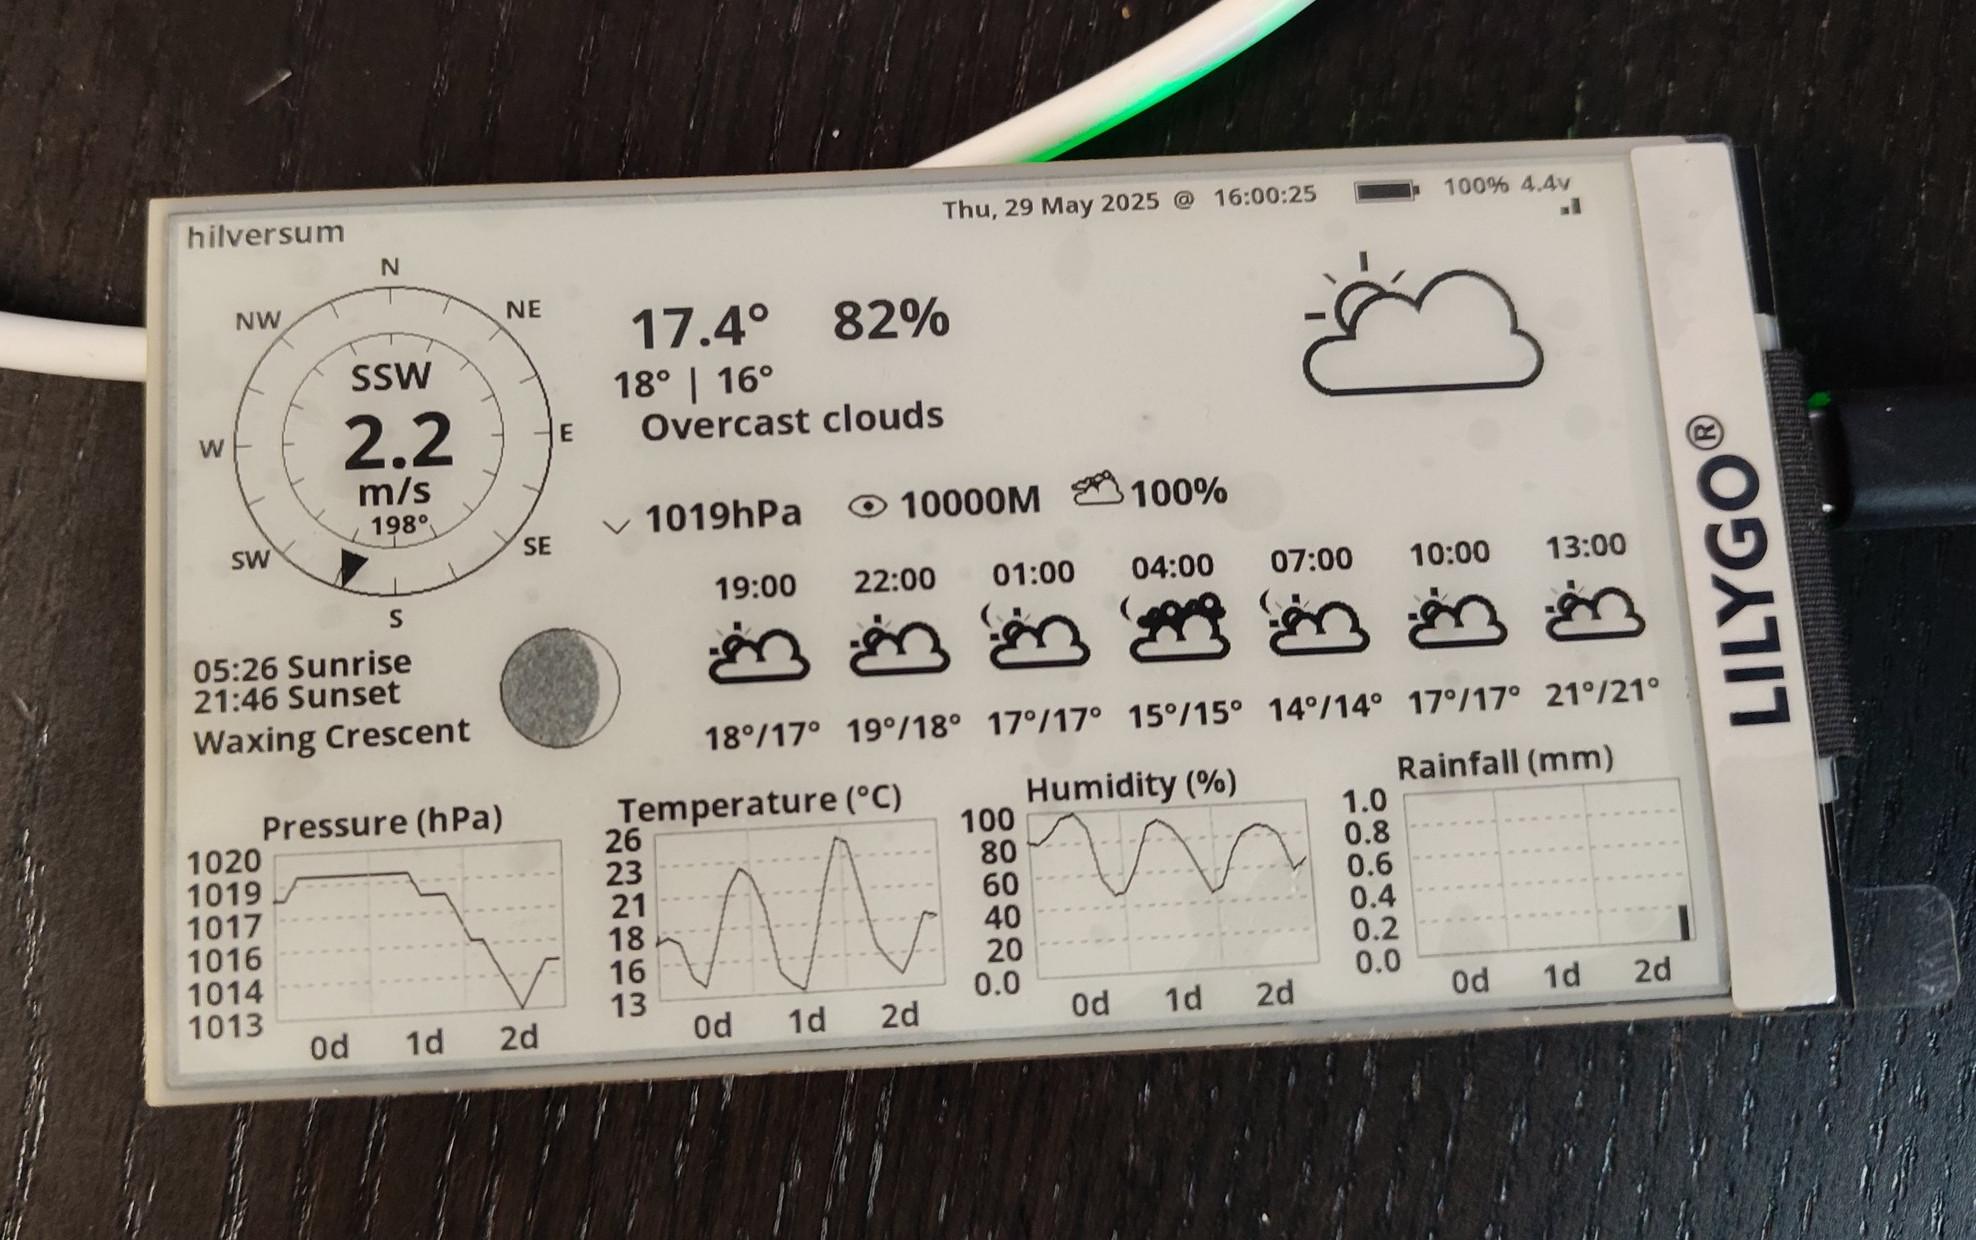 hilversum
Thu, 29 May 2025 @ 16:00:25
100% 4.4v
N
NW
NE
W
E
SW
SE
S
SSW
2.2
m/s
198°
17.4° 82%
18° | 16°
Overcast clouds
1019hPa 10000M 100%
19:00 22:00 01:00 04:00 07:00 10:00 13:00
18°/17° 19°/18° 17°/17° 15°/15° 14°/14° 17°/17° 21°/21°
05:26 Sunrise
21:46 Sunset
Waxing Crescent
Pressure (hPa)
1020
1019
1017
1016
1014
1013
0d 1d 2d
Temperature (°C)
26
23
21
18
16
13
0d 1d 2d
Humidity (%)
100
80
60
40
20
0.0
0d 1d 2d
Rainfall (mm)
1.0
0.8
0.6
0.4
0.2
0.0
0d 1d 2d
LILYGO®